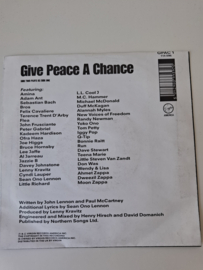 Give Peace A Chance
Featuring:
Amina
Adam Ant
Sebastian Bach
Bros
Felix Cavaliere
Terence Trent D'Arby
Flea
John Frusciante
Peter Gabriel
Kadeem Hardison
Ofra Haza
Joe Higgs
Bruce Hornsby
Lee Jaffe
Al Jarreau
Jazzie B
Davey Johnstone
Lenny Kravitz
Cyndi Lauper
Sean Ono Lennon
Little Richard
L.L. Cool J
M.C. Hammer
Michael McDonald
Duff McKagan
Alannah Myles
New Voices of Freedom
Randy Newman
Yoko Ono
Tom Petty
Iggy Pop
Q-Tip
Bonnie Raitt
Run
Dave Stewart
Teena Marie
Little Steven Van Zandt
Don Was
Wendy & Lisa
Ahmet Zappa
Dweezil Zappa
Moon Zappa
Written by John Lennon and Paul McCartney
Additional Lyrics by Sean Ono Lennon
Produced by Lenny Kravitz
Engineered and Mixed by Henry Hirsch and David Domanich
Published by Northern Songs Ltd.